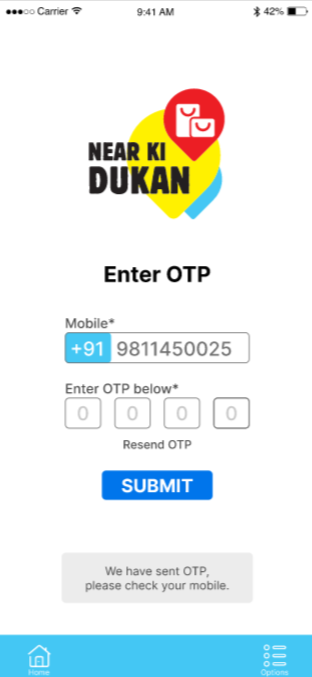 ●●●○○ Carrier
9:41 AM
42%
NEAR KI
DUKAN
Enter OTP
Mobile*
+91 9811450025
Enter OTP below*
0 0 0 0
Resend OTP
SUBMIT
We have sent OTP,
please check your mobile.
Home
Options